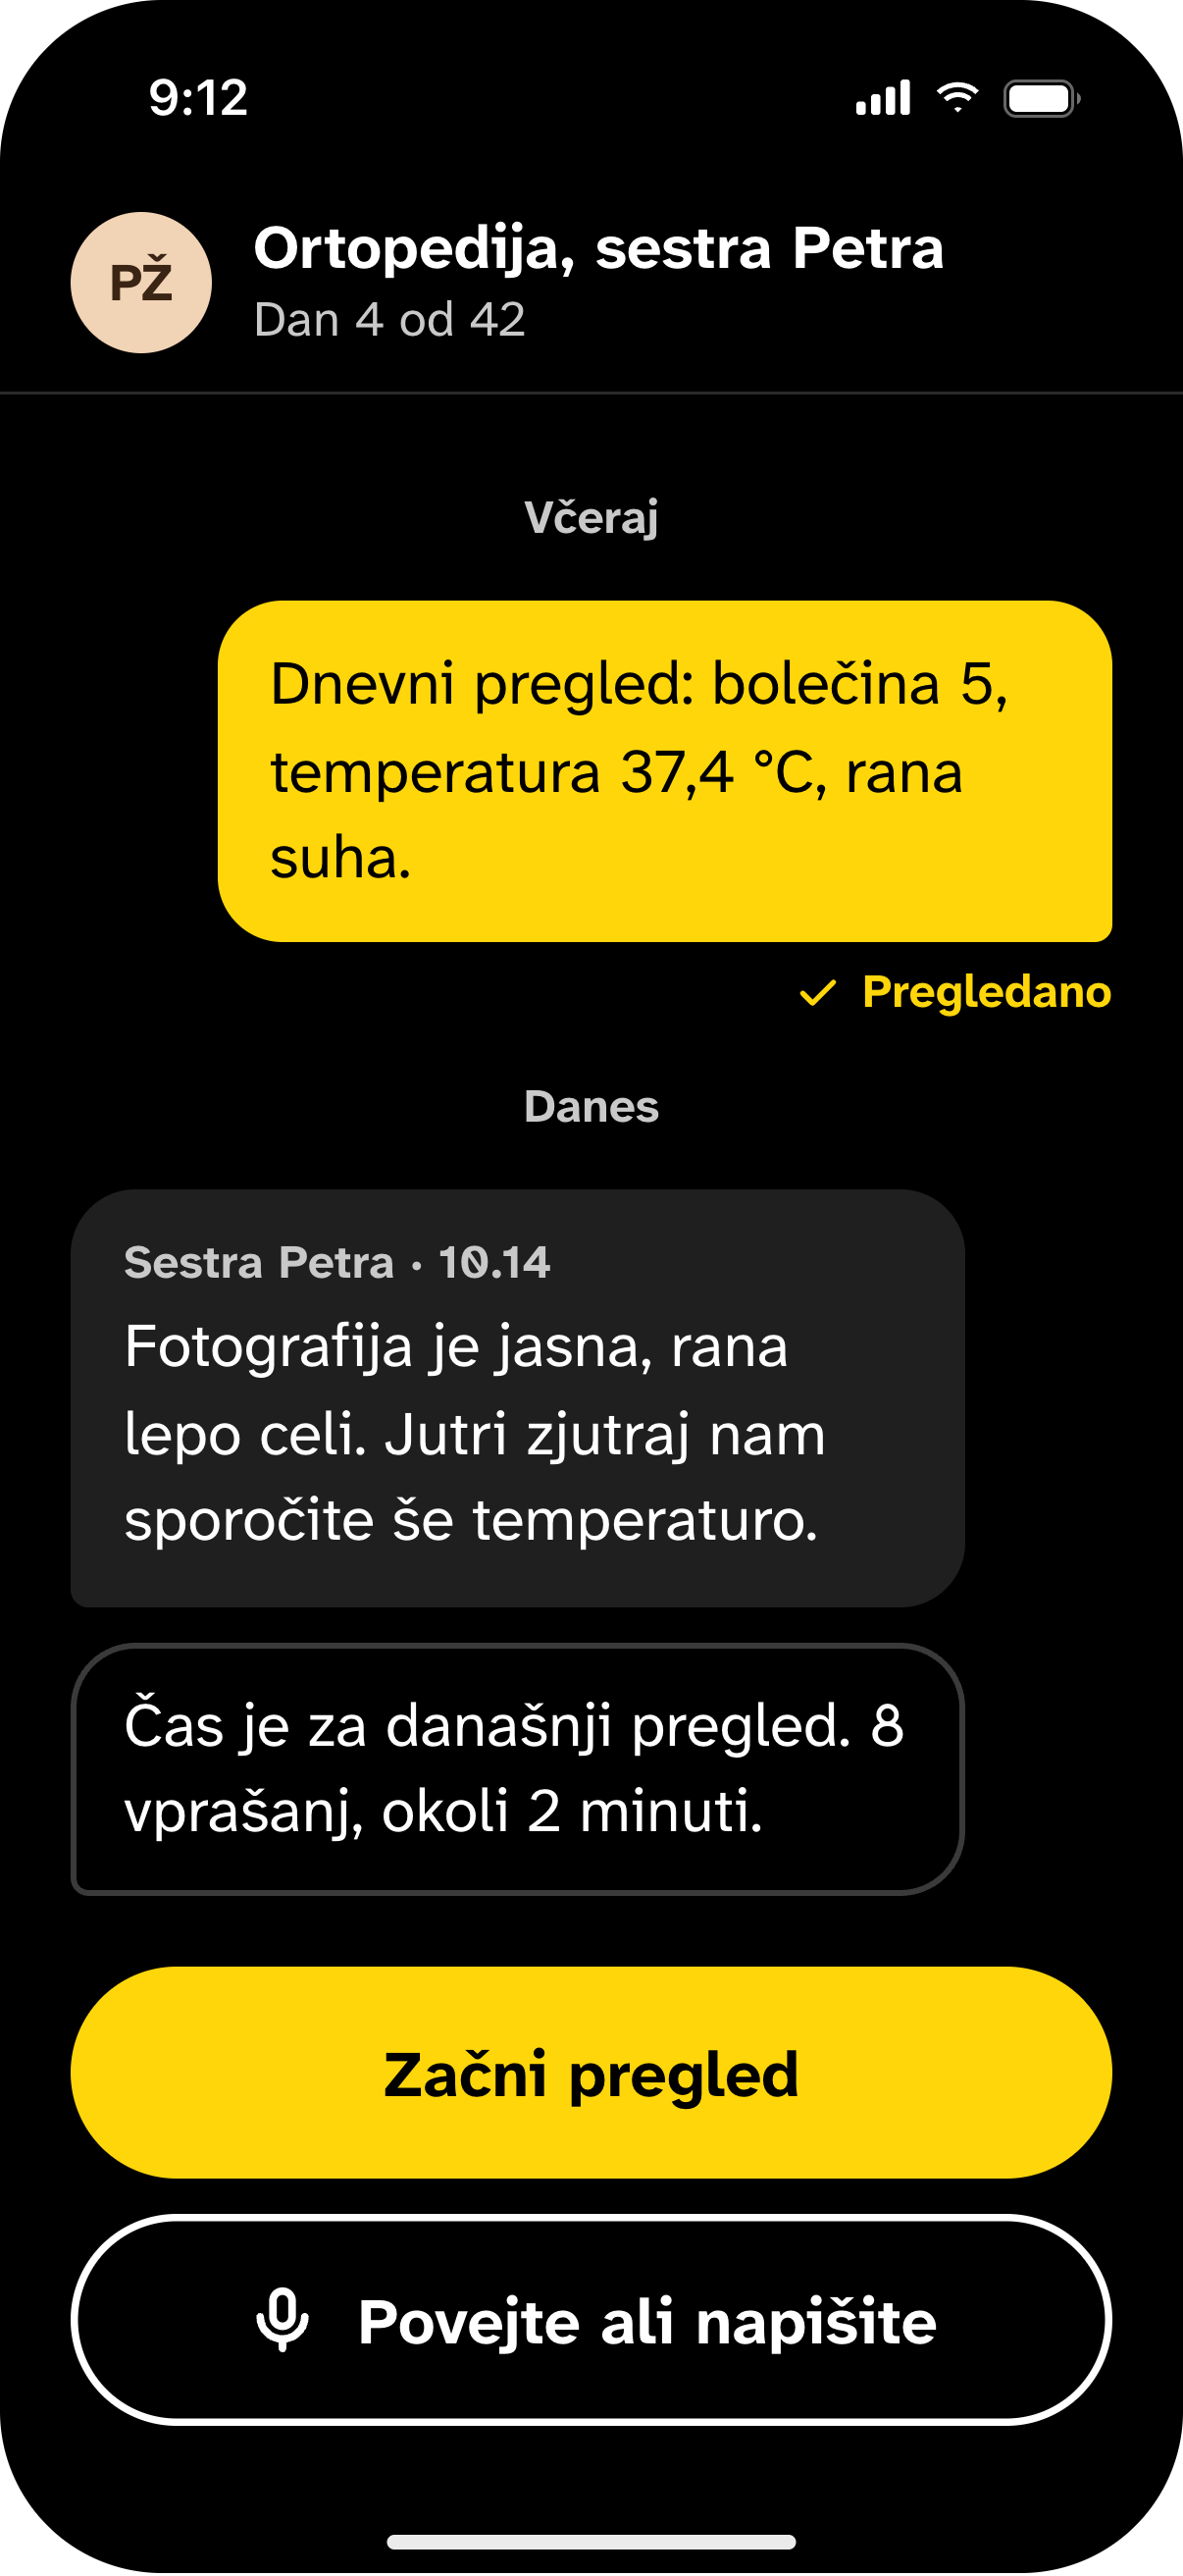 9:12
PŽ
Ortopedija, sestra Petra
Dan 4 od 42
Včeraj
Dnevni pregled: bolečina 5,
temperatura 37,4 °C, rana
suha.
Pregledano
Danes
Sestra Petra · 10.14
Fotografija je jasna, rana
lepo celi. Jutri zjutraj nam
sporočite še temperaturo.
Čas je za današnji pregled. 8
vprašanj, okoli 2 minuti.
Začni pregled
Povejte ali napišite